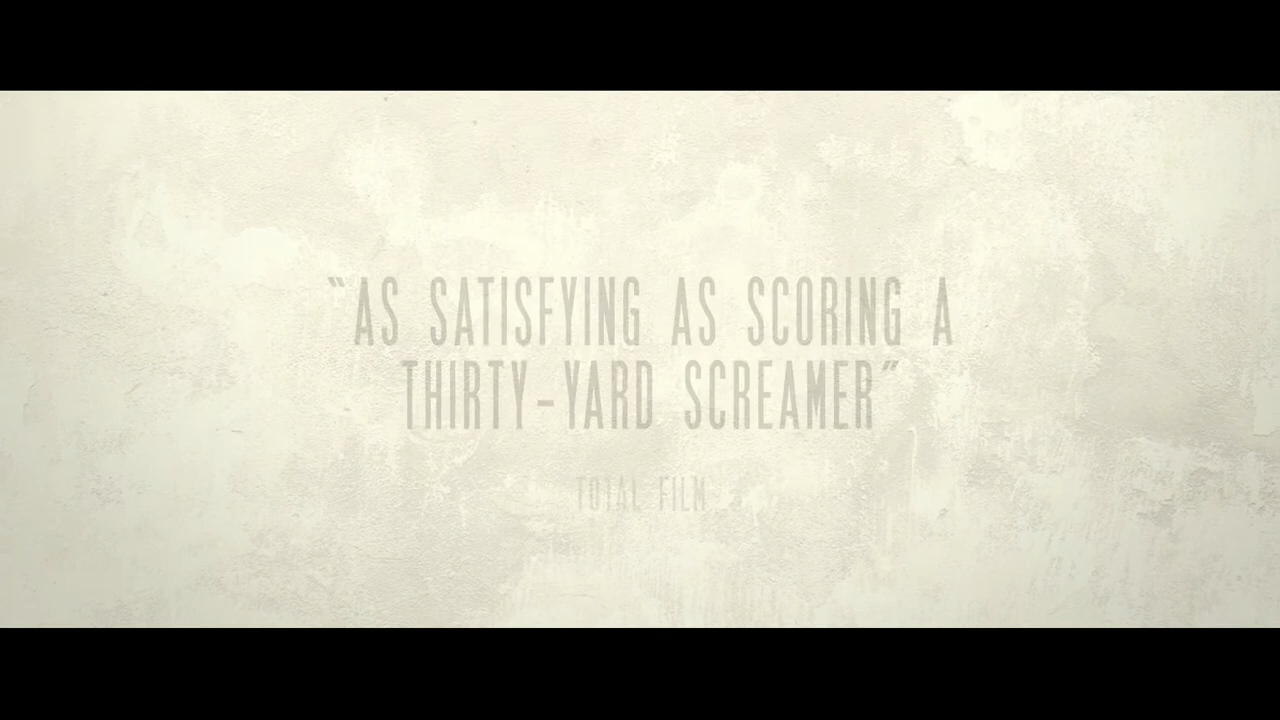 “AS SATISFYING AS SCORING A
THIRTY-YARD SCREAMER”
TOTAL FILM